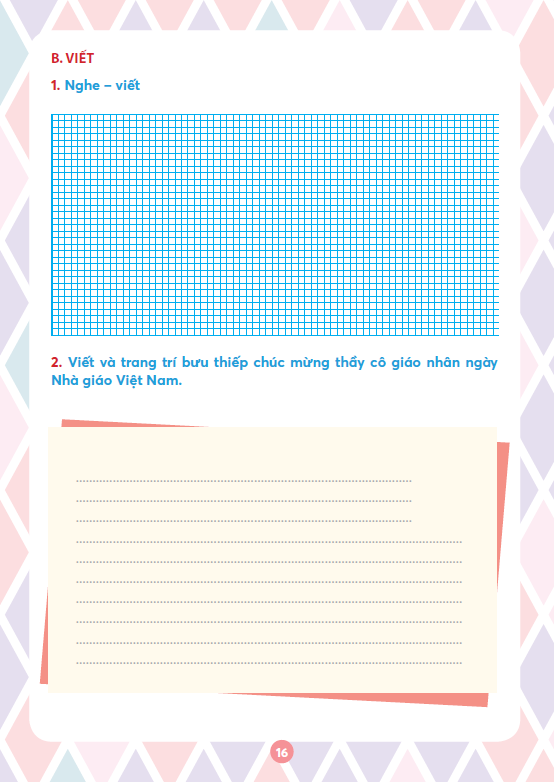 B. VIẾT
1. Nghe – viết
2. Viết và trang trí bưu thiếp chúc mừng thầy cô giáo nhân ngày
Nhà giáo Việt Nam.
16